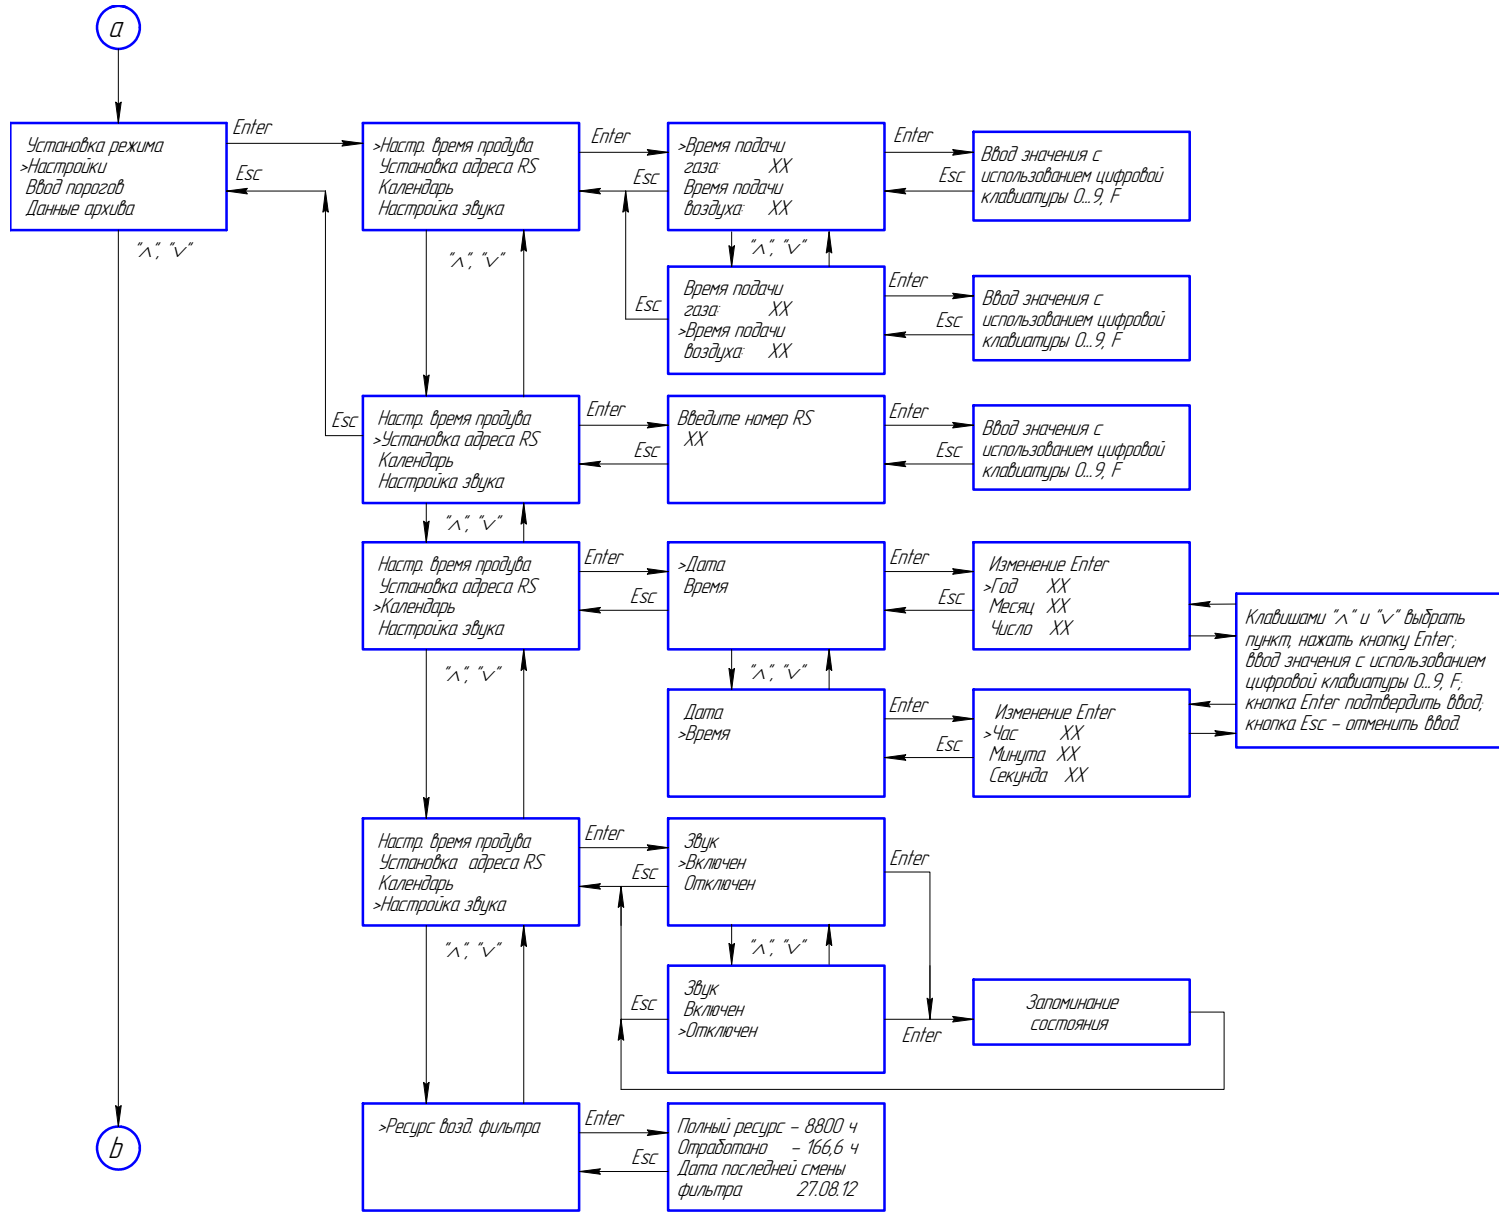 a
Установка режима
>Настройки
Ввод порогов
Данные архива
Enter
Esc
"∧", "∨"
>Настр. время продува
Установка адреса RS
Календарь
Настройка звука
Enter
Esc
"∧", "∨"
>Время подачи
газа: XX
Время подачи
воздуха: XX
Enter
Esc
"∧", "∨"
Ввод значения с
использованием цифровой
клавиатуры 0...9, F
Время подачи
газа: XX
>Время подачи
воздуха: XX
Esc
Enter
Esc
Ввод значения с
использованием цифровой
клавиатуры 0...9, F
Esc
Настр. время продува
>Установка адреса RS
Календарь
Настройка звука
Enter
Esc
"∧", "∨"
Введите номер RS
XX
Enter
Esc
Ввод значения с
использованием цифровой
клавиатуры 0...9, F
Настр. время продува
Установка адреса RS
>Календарь
Настройка звука
Enter
Esc
"∧", "∨"
>Дата
Время
Enter
Esc
"∧", "∨"
Изменение Enter
>Год XX
Месяц XX
Число XX
Клавишами "∧" и "∨" выбрать
пункт, нажать кнопку Enter;
ввод значения с использованием
цифровой клавиатуры 0...9, F;
кнопка Enter подтвердить ввод;
кнопка Esc – отменить ввод.
Дата
>Время
Enter
Esc
Изменение Enter
>Час XX
Минута XX
Секунда XX
Настр. время продува
Установка адреса RS
Календарь
>Настройка звука
Enter
Esc
"∧", "∨"
Звук
>Включен
Отключен
Enter
"∧", "∨"
Звук
Включен
>Отключен
Esc
Enter
Запоминание
состояния
>Ресурс возд. фильтра
Enter
Esc
Полный ресурс – 8800 ч
Отработано – 166,6 ч
Дата последней смены
фильтра 27.08.12
b